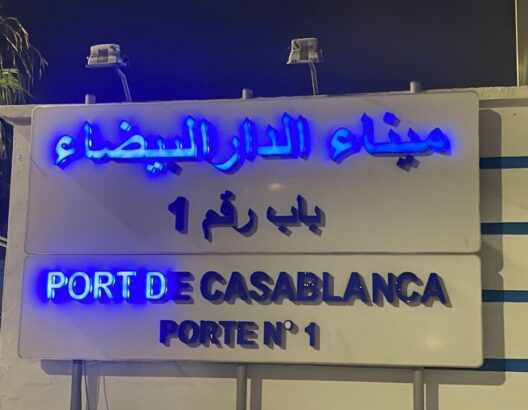 ميناء الدار البيضاء
باب رقم 1
PORT DE CASABLANCA
PORTE N° 1